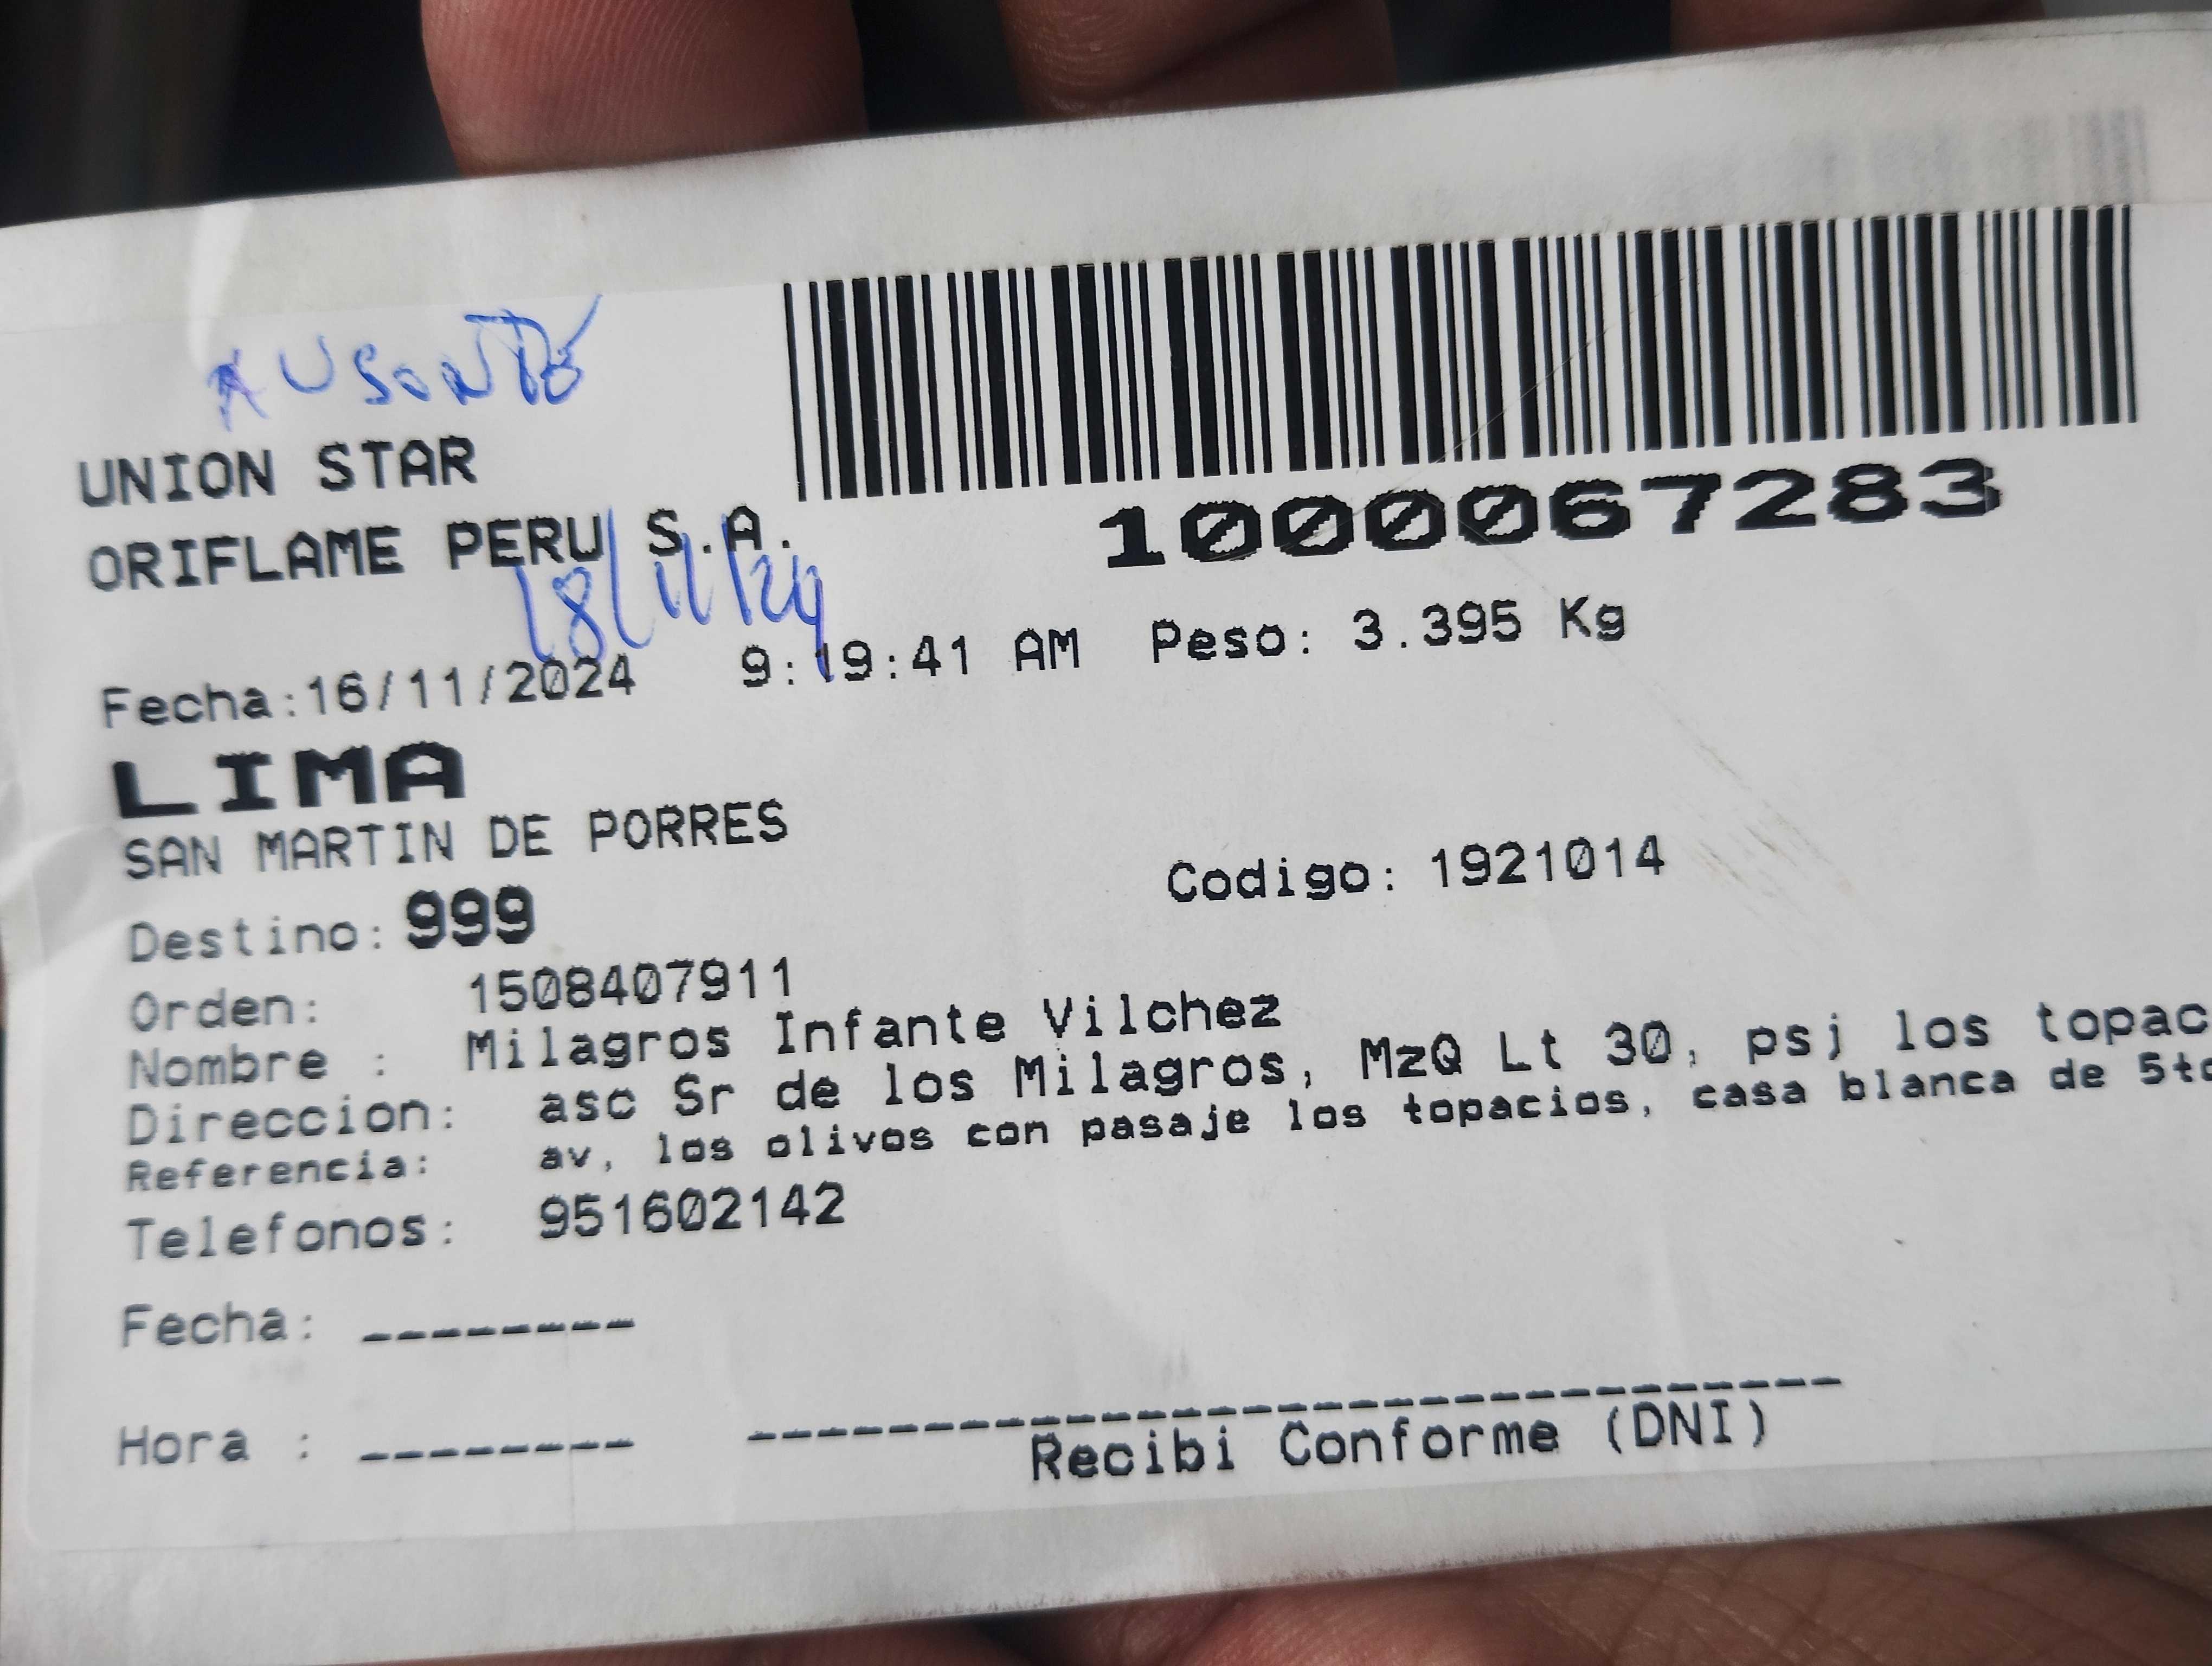 AUSENTE
UNION STAR
ORIFLAME PERU S.A.
1000067283
18/11/24
Fecha:16/11/2024 9:19:41 AM Peso: 3.395 Kg
LIMA
SAN MARTIN DE PORRES
Destino: 999 Codigo: 1921014
Orden: 1508407911
Nombre : Milagros Infante Vilchez
Direccion: asc Sr de los Milagros, MzQ Lt 30, psj los topac
Referencia: av, los olivos con pasaje los topacios, casa blanca de 5to
Telefonos: 951602142
Fecha: --------
Hora : --------
Recibi Conforme (DNI)